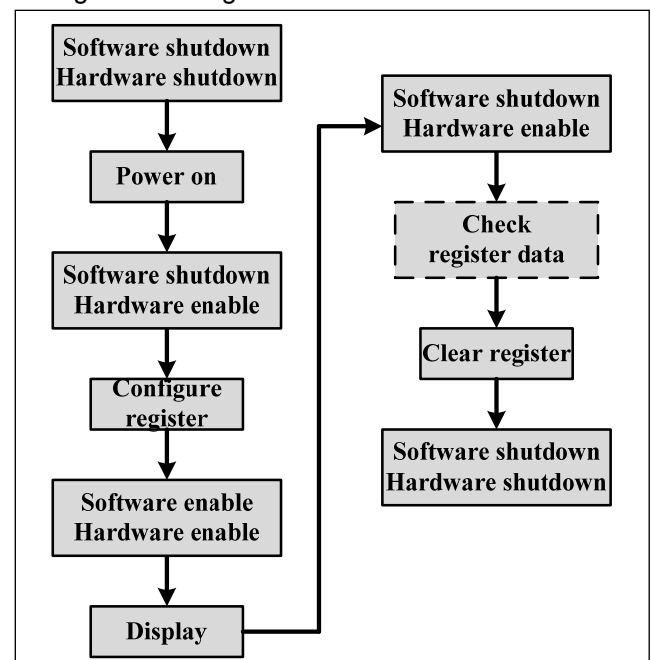 Software shutdown
Hardware shutdown
Power on
Software shutdown
Hardware enable
Configure
register
Software enable
Hardware enable
Display
Software shutdown
Hardware enable
Check
register data
Clear register
Software shutdown
Hardware shutdown